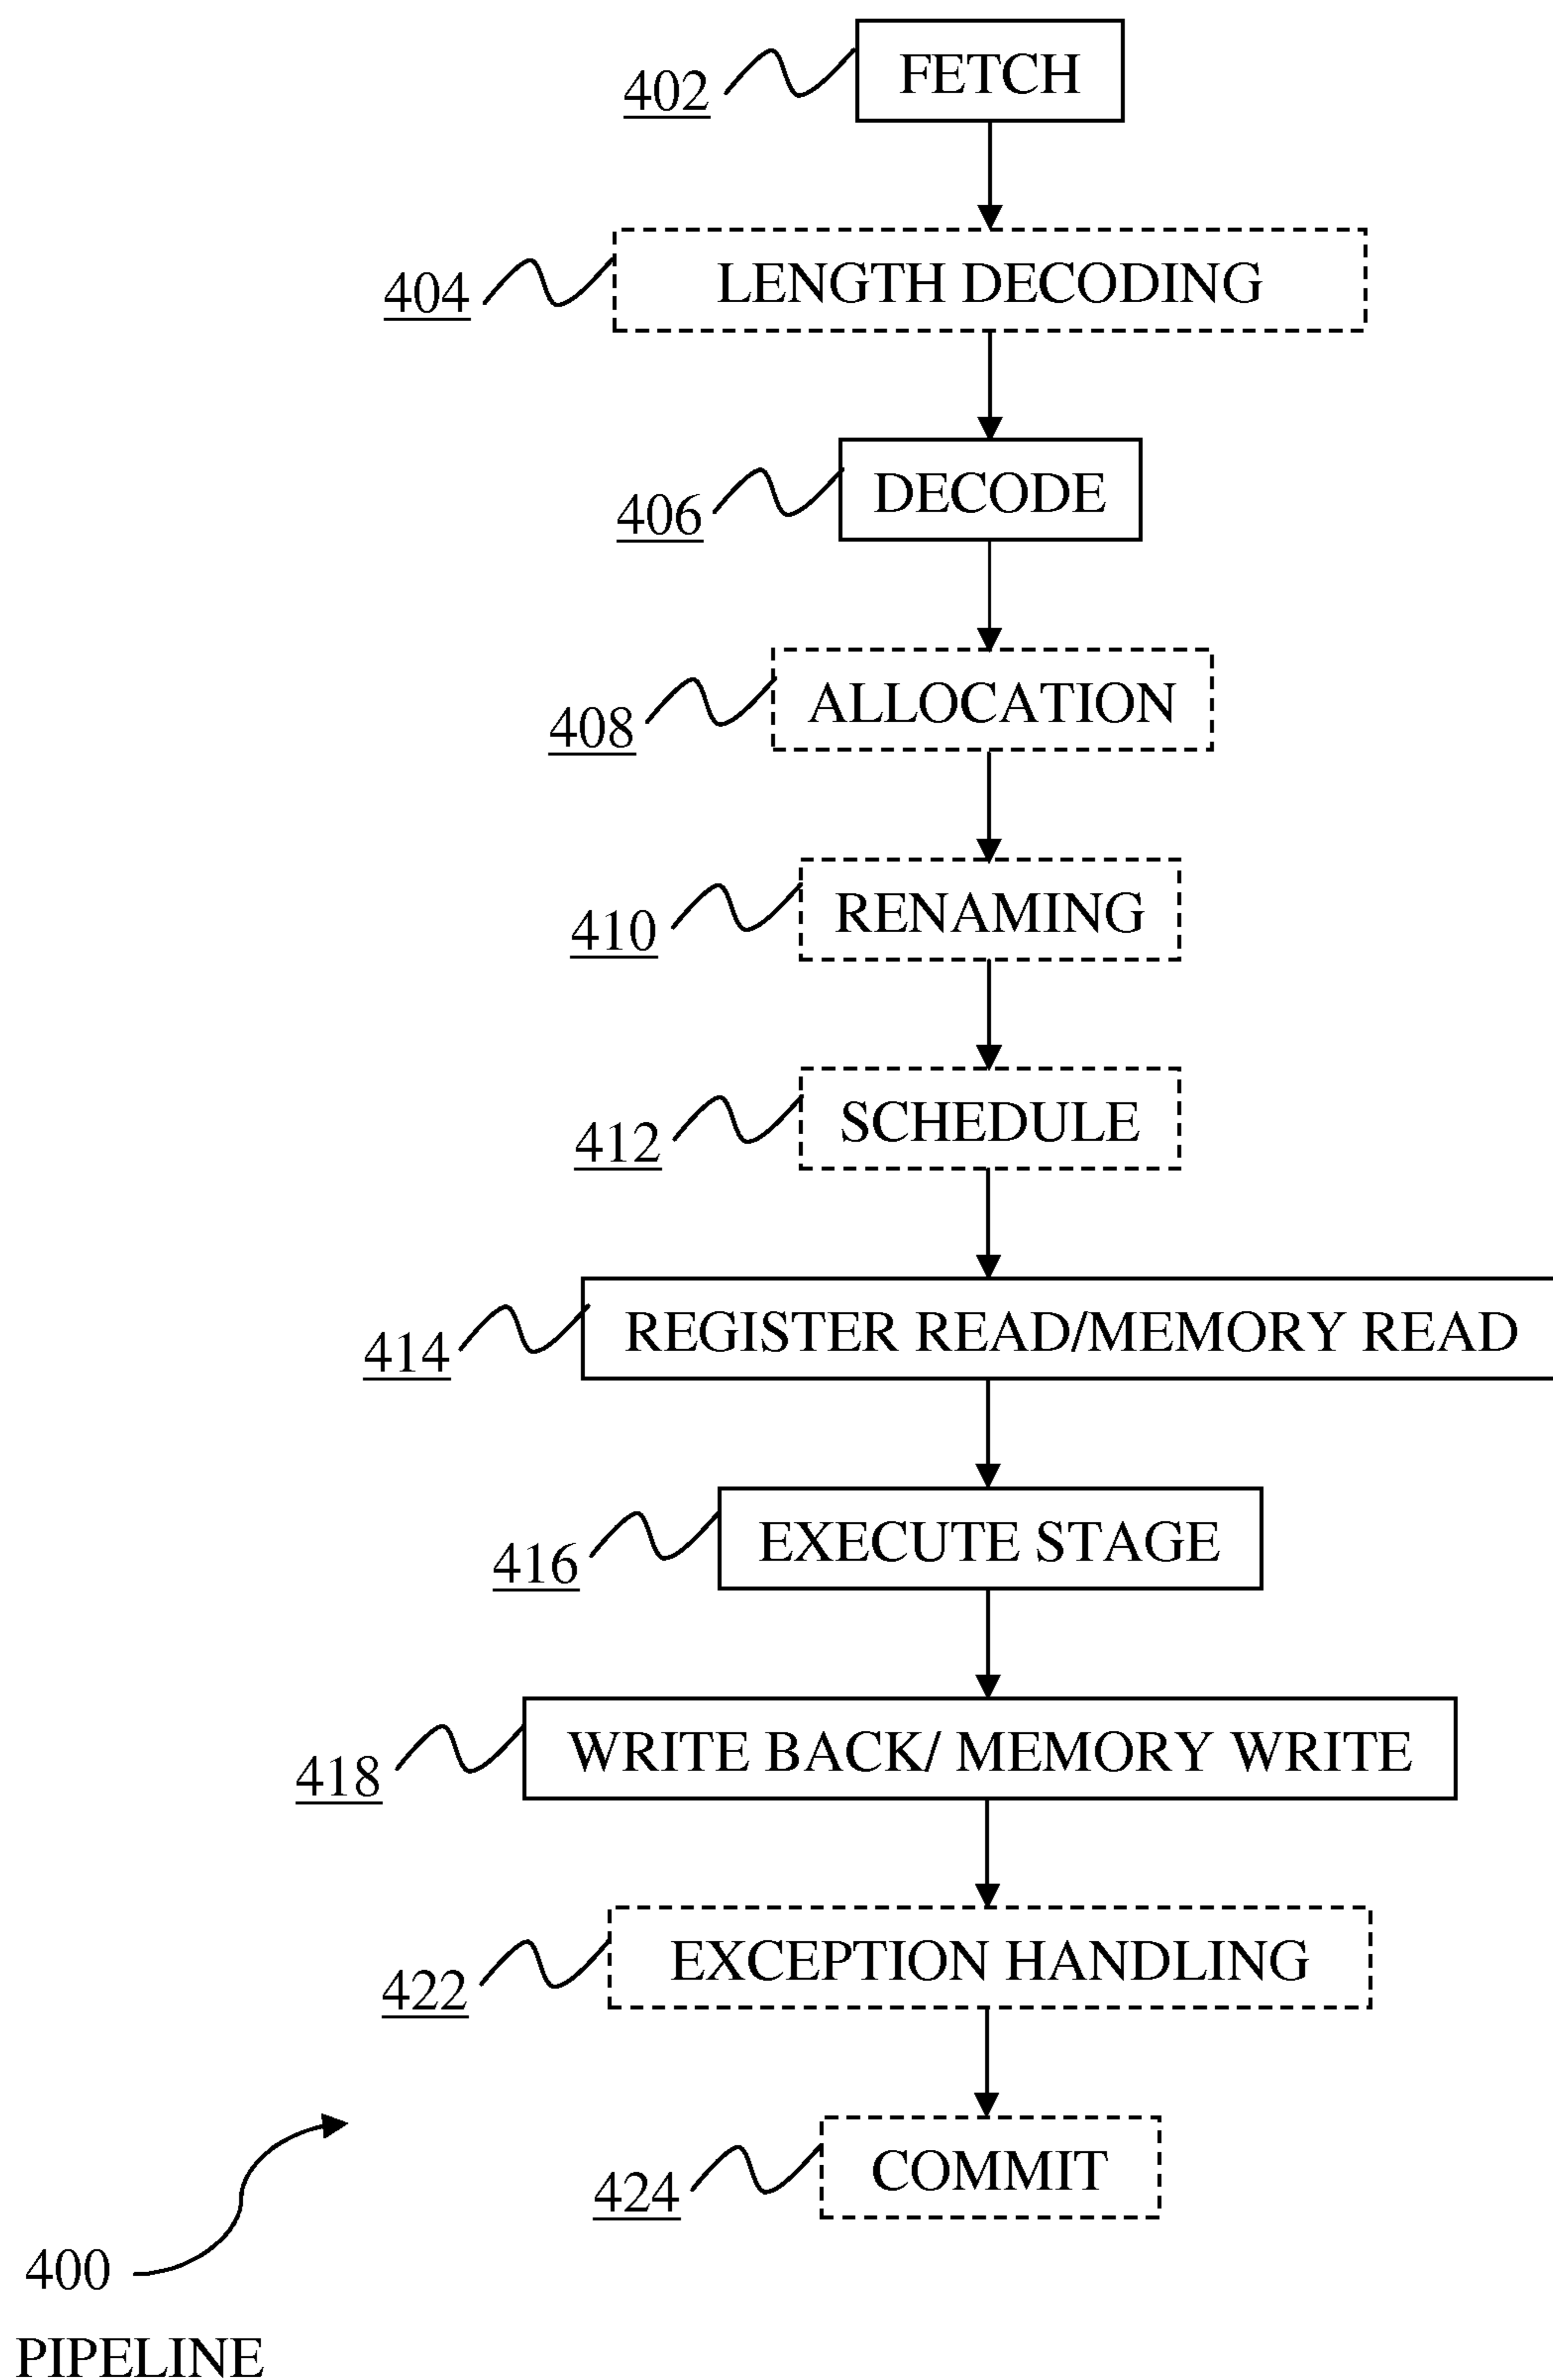 402 FETCH
404 LENGTH DECODING
406 DECODE
408 ALLOCATION
410 RENAMING
412 SCHEDULE
414 REGISTER READ/MEMORY READ
416 EXECUTE STAGE
418 WRITE BACK/ MEMORY WRITE
422 EXCEPTION HANDLING
424 COMMIT
400
PIPELINE